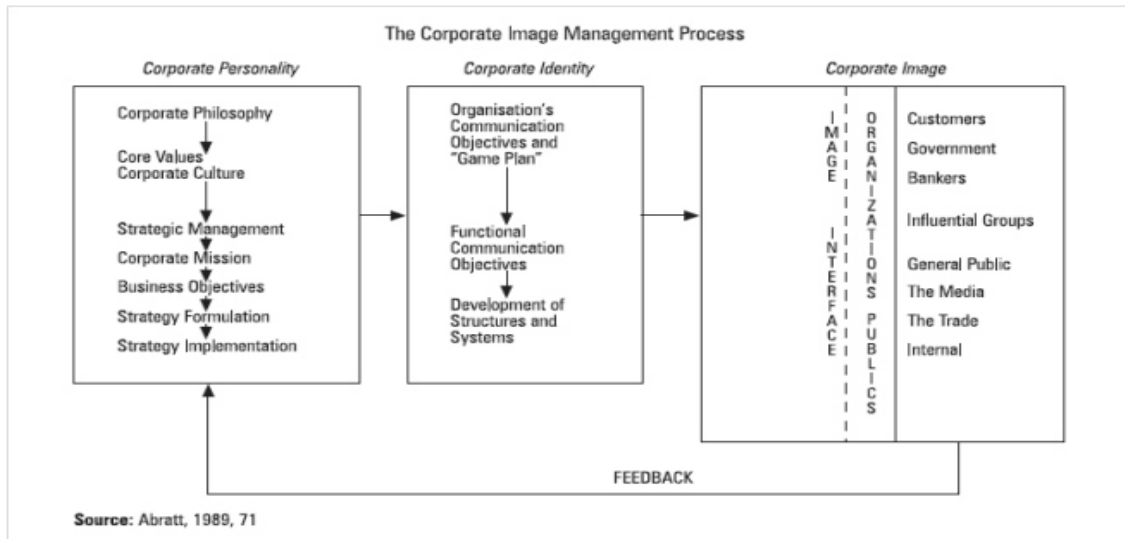 The Corporate Image Management Process
Corporate Personality
Corporate Philosophy
Core Values
Corporate Culture
Strategic Management
Corporate Mission
Business Objectives
Strategy Formulation
Strategy Implementation
Corporate Identity
Organisation's
Communication
Objectives and
"Game Plan"
Functional
Communication
Objectives
Development of
Structures and
Systems
Corporate Image
IMAGE INTERFACE
ORGANIZATIONS PUBLICS
Customers
Government
Bankers
Influential Groups
General Public
The Media
The Trade
Internal
FEEDBACK
Source: Abratt, 1989, 71